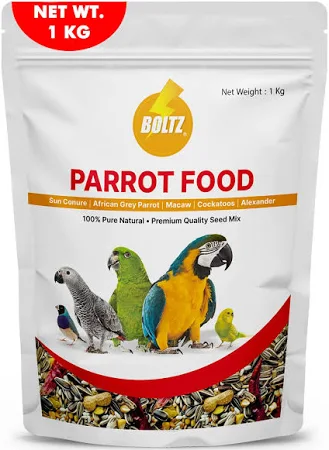 NET WT.
1 KG
Net Weight : 1 Kg
BOLTZ
PARROT FOOD
Sun Conure | African Grey Parrot | Macaw | Cockatoos | Alexander
100% Pure Natural • Premium Quality Seed Mix